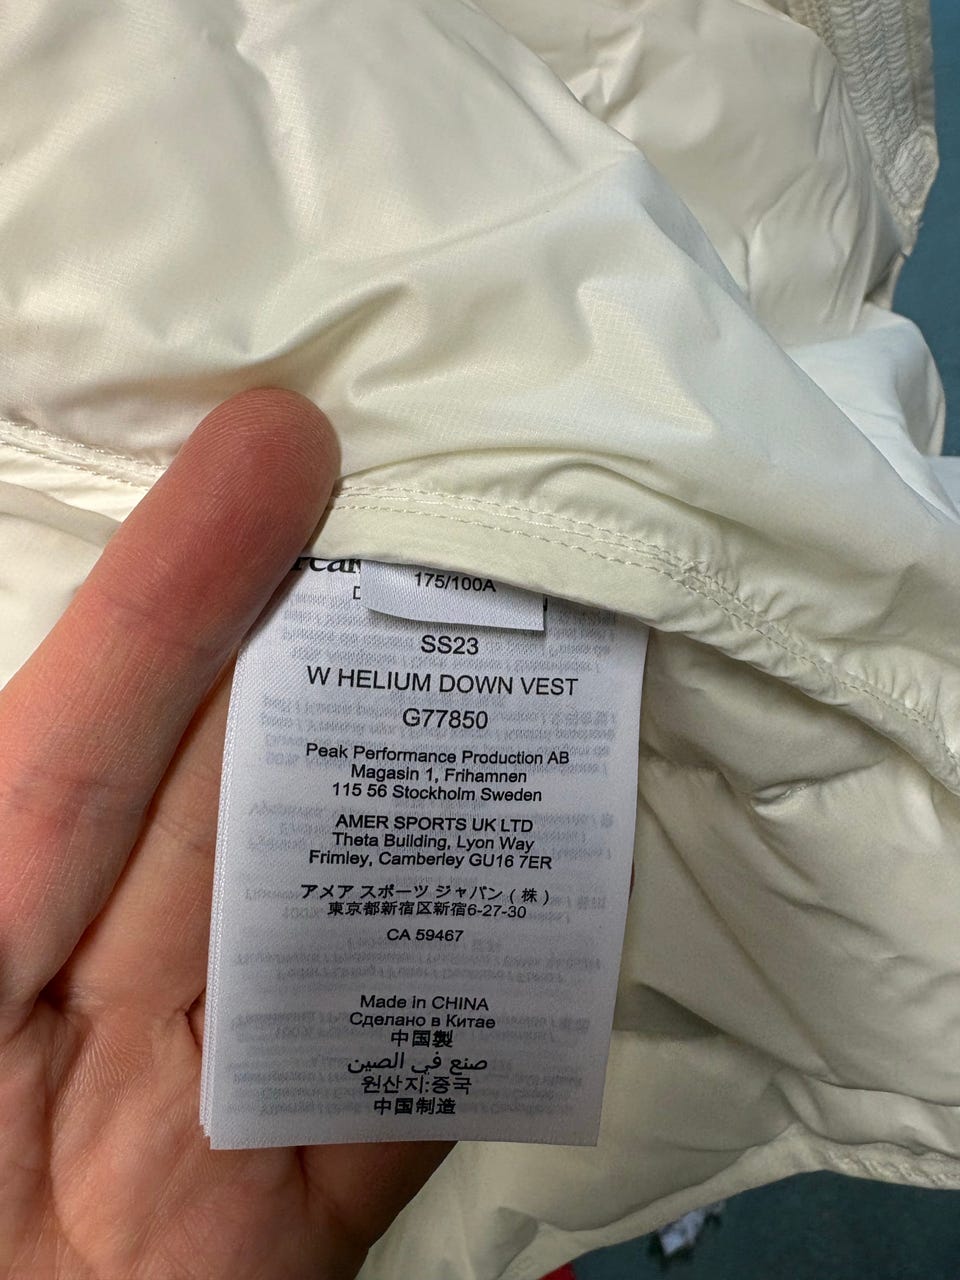 175/100A
SS23
W HELIUM DOWN VEST
G77850
Peak Performance Production AB
Magasin 1, Frihamnen
115 56 Stockholm Sweden
AMER SPORTS UK LTD
Theta Building, Lyon Way
Frimley, Camberley GU16 7ER
アメア スポーツ ジャパン ( 株 )
東京都新宿区新宿6-27-30
CA 59467
Made in CHINA
Сделано в Китае
中国製
صنع في الصين
원산지:중국
中国制造